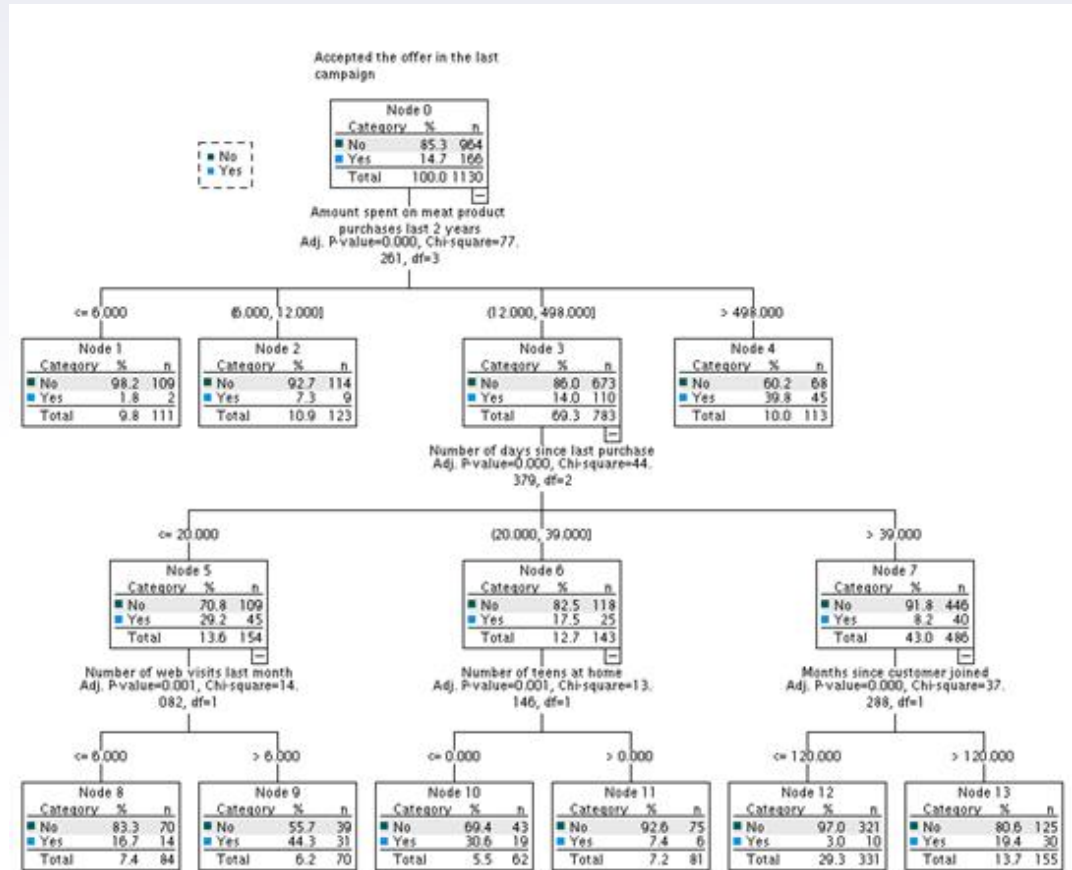 Accepted the offer in the last
campaign
No
Yes
Node 0
Category % n
No 85.3 964
Yes 14.7 166
Total 100.0 1130
Amount spent on meat product
purchases last 2 years
Adj. P-value=0.000, Chi-square=77.
261, df=3
<= 6.000
(6.000, 12.000]
(12.000, 498.000]
> 498.000
Node 1
Category % n
No 98.2 109
Yes 1.8 2
Total 9.8 111
Node 2
Category % n
No 92.7 114
Yes 7.3 9
Total 10.9 123
Node 3
Category % n
No 86.0 673
Yes 14.0 110
Total 69.3 783
Node 4
Category % n
No 60.2 68
Yes 39.8 45
Total 10.0 113
Number of days since last purchase
Adj. P-value=0.000, Chi-square=44.
379, df=2
<= 20.000
(20.000, 39.000]
> 39.000
Node 5
Category % n
No 70.8 109
Yes 29.2 45
Total 13.6 154
Node 6
Category % n
No 82.5 118
Yes 17.5 25
Total 12.7 143
Node 7
Category % n
No 91.8 446
Yes 8.2 40
Total 43.0 486
Number of web visits last month
Adj. P-value=0.001, Chi-square=14.
082, df=1
Number of teens at home
Adj. P-value=0.001, Chi-square=13.
146, df=1
Months since customer joined
Adj. P-value=0.000, Chi-square=37.
288, df=1
<= 6.000
> 6.000
<= 0.000
> 0.000
<= 120.000
> 120.000
Node 8
Category % n
No 83.3 70
Yes 16.7 14
Total 7.4 84
Node 9
Category % n
No 55.7 39
Yes 44.3 31
Total 6.2 70
Node 10
Category % n
No 69.4 43
Yes 30.6 19
Total 5.5 62
Node 11
Category % n
No 92.6 75
Yes 7.4 6
Total 7.2 81
Node 12
Category % n
No 97.0 321
Yes 3.0 10
Total 29.3 331
Node 13
Category % n
No 80.6 125
Yes 19.4 30
Total 13.7 155